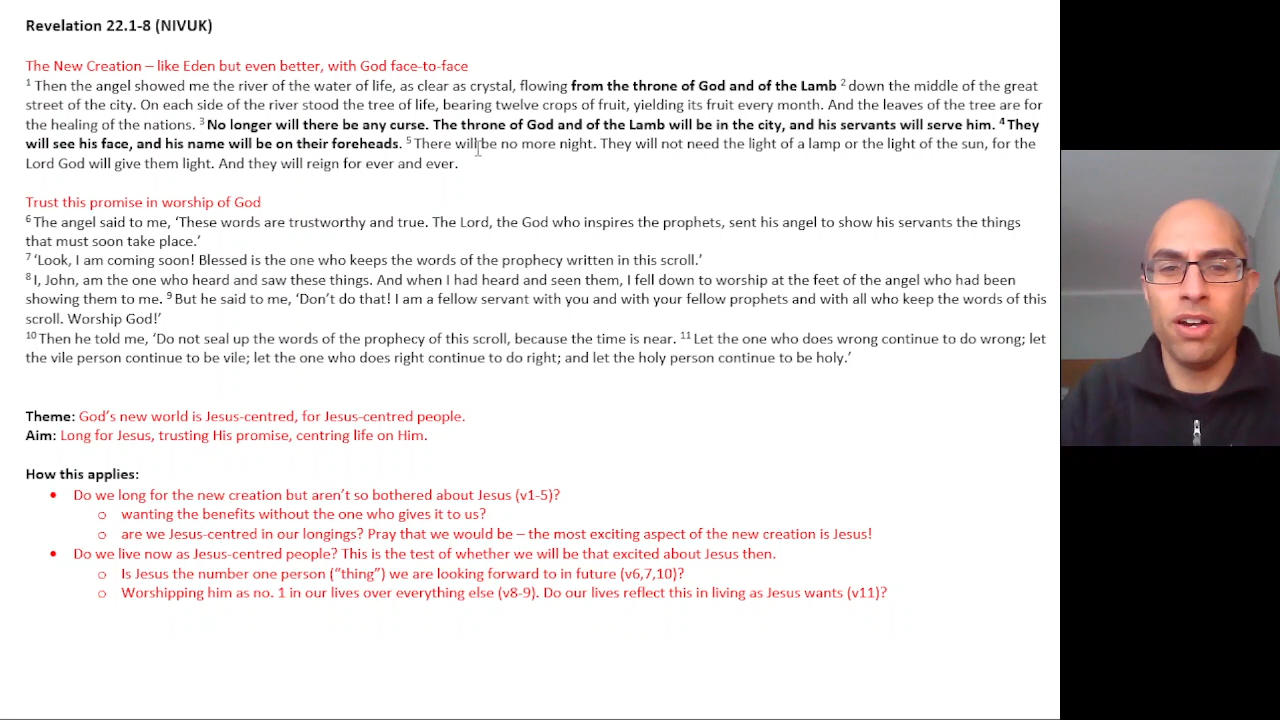 Revelation 22.1-8 (NIVUK)
The New Creation – like Eden but even better, with God face-to-face
1 Then the angel showed me the river of the water of life, as clear as crystal, flowing from the throne of God and of the Lamb 2 down the middle of the great
street of the city. On each side of the river stood the tree of life, bearing twelve crops of fruit, yielding its fruit every month. And the leaves of the tree are for
the healing of the nations. 3 No longer will there be any curse. The throne of God and of the Lamb will be in the city, and his servants will serve him. 4 They
will see his face, and his name will be on their foreheads. 5 There will be no more night. They will not need the light of a lamp or the light of the sun, for the
Lord God will give them light. And they will reign for ever and ever.
Trust this promise in worship of God
6 The angel said to me, ‘These words are trustworthy and true. The Lord, the God who inspires the prophets, sent his angel to show his servants the things
that must soon take place.’
7 ‘Look, I am coming soon! Blessed is the one who keeps the words of the prophecy written in this scroll.’
8 I, John, am the one who heard and saw these things. And when I had heard and seen them, I fell down to worship at the feet of the angel who had been
showing them to me. 9 But he said to me, ‘Don’t do that! I am a fellow servant with you and with your fellow prophets and with all who keep the words of this
scroll. Worship God!’
10 Then he told me, ‘Do not seal up the words of the prophecy of this scroll, because the time is near. 11 Let the one who does wrong continue to do wrong; let
the vile person continue to be vile; let the one who does right continue to do right; and let the holy person continue to be holy.’
Theme: God’s new world is Jesus-centred, for Jesus-centred people.
Aim: Long for Jesus, trusting His promise, centring life on Him.
How this applies:
• Do we long for the new creation but aren’t so bothered about Jesus (v1-5)?
o wanting the benefits without the one who gives it to us?
o are we Jesus-centred in our longings? Pray that we would be – the most exciting aspect of the new creation is Jesus!
• Do we live now as Jesus-centred people? This is the test of whether we will be that excited about Jesus then.
o Is Jesus the number one person (“thing”) we are looking forward to in future (v6,7,10)?
o Worshipping him as no. 1 in our lives over everything else (v8-9). Do our lives reflect this in living as Jesus wants (v11)?